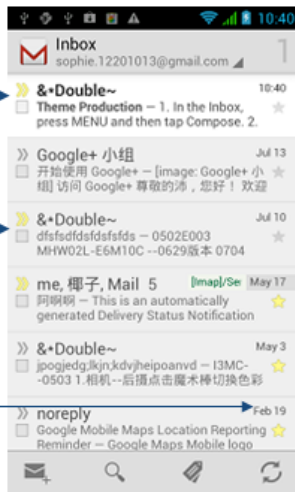 10:40
Inbox
sophie.12201013@gmail.com
1
&*Double~ 10:40
Theme Production – 1. In the Inbox,
press MENU and then tap Compose. 2.
Google+ 小组 Jul 13
开始使用 Google+ – [image: Google+ 小
组] 访问 Google+ 尊敬的沛，您好！ 欢迎
&*Double~ Jul 10
dfsfsdfdsfdsfsfds – 0502E003
MHW02L-E6M10C --0629版本 0704
me, 椰子, Mail 5 [Imap]/Se May 17
阿啊啊 – This is an automatically
generated Delivery Status Notification
&*Double~ May 3
jpogjedg;lkjn;kdvjheipoanvd – I3MC-
-0503 1.相机--后摄点击魔术棒切换色彩
noreply Feb 19
Google Mobile Maps Location Reporting
Reminder – Google Maps Mobile logo